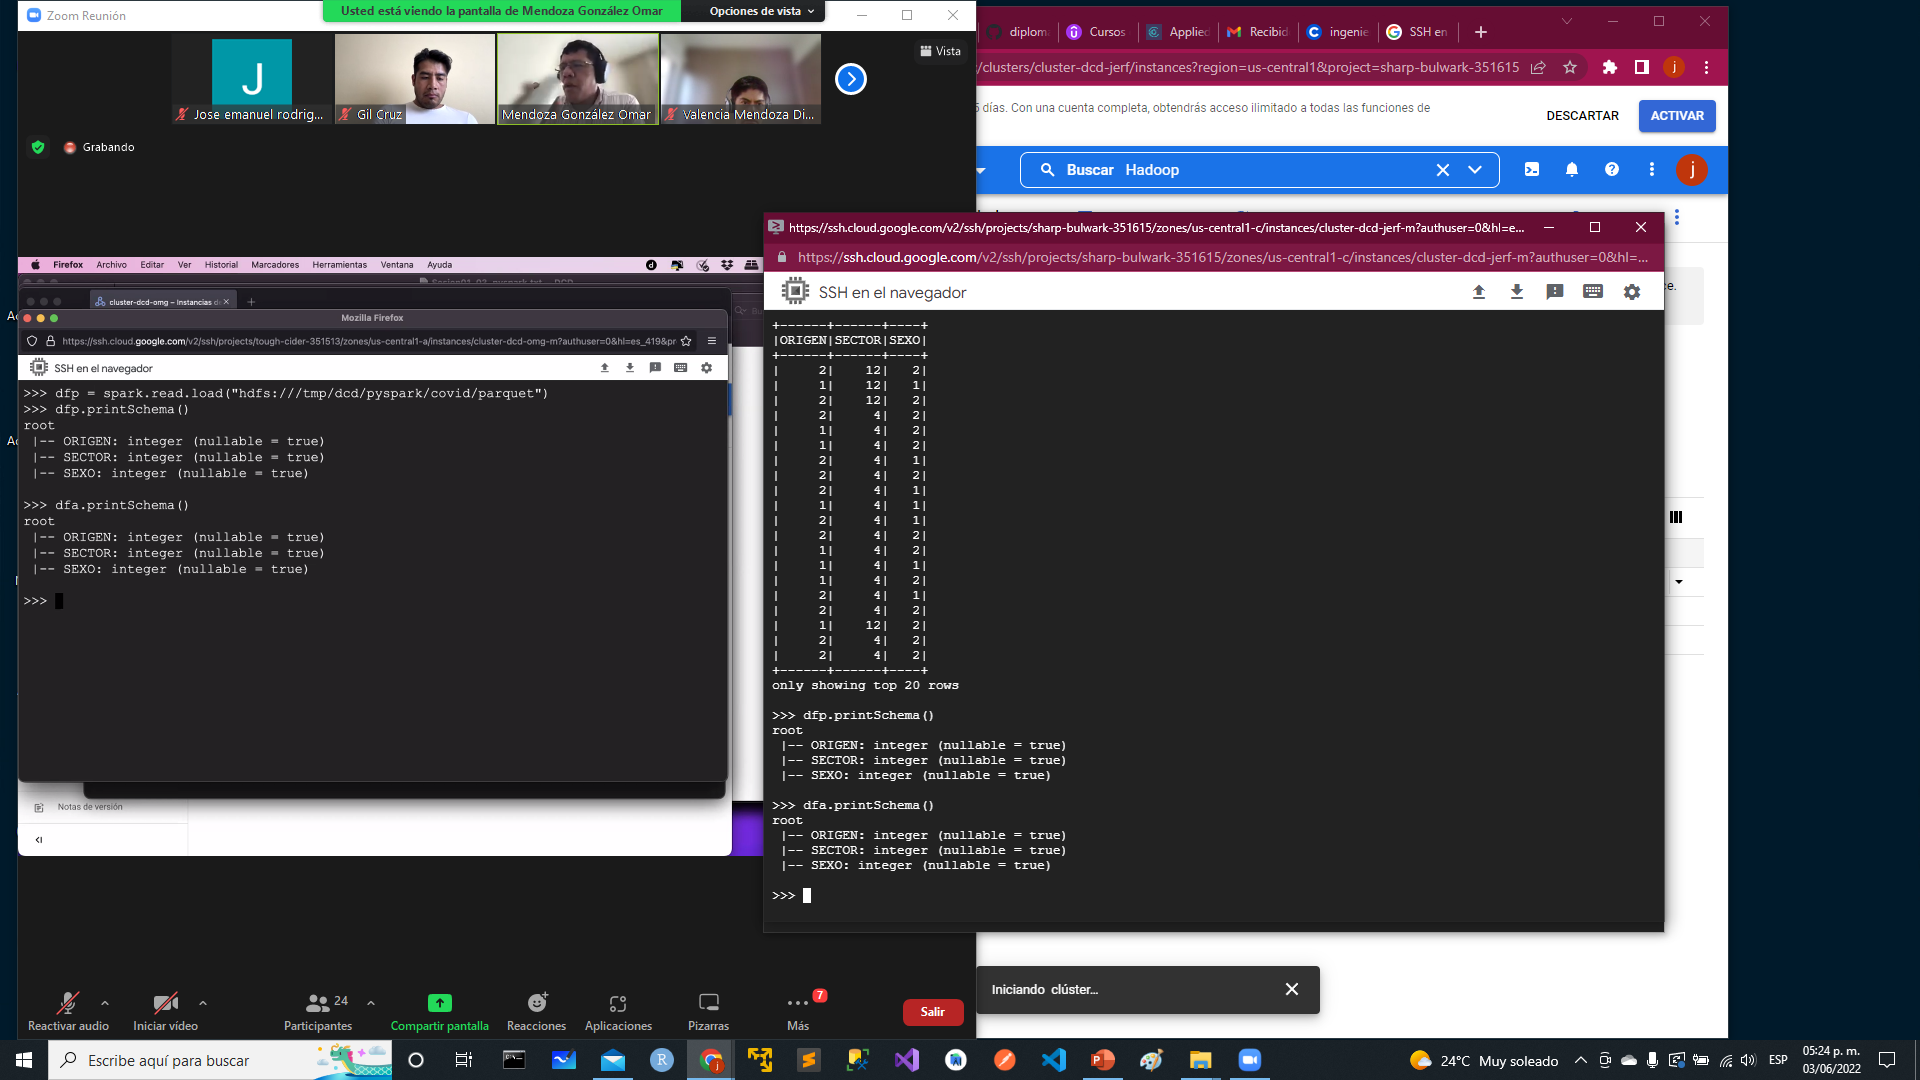 Zoom Reunión
Usted está viendo la pantalla de Mendoza González Omar
Opciones de vista
Vista
J
Jose emanuel rodrig...
Gil Cruz
Mendoza González Omar
Valencia Mendoza Di...
Grabando
Firefox Archivo Editar Ver Historial Marcadores Herramientas Ventana Ayuda
cluster-dcd-omg – Instancias d
Mozilla Firefox
https://ssh.cloud.google.com/v2/ssh/projects/tough-cider-351513/zones/us-central1-a/instances/cluster-dcd-omg-m?authuser=0&hl=es_419&pr
SSH en el navegador
>>> dfp = spark.read.load("hdfs:///tmp/dcd/pyspark/covid/parquet")
>>> dfp.printSchema()
root
 |-- ORIGEN: integer (nullable = true)
 |-- SECTOR: integer (nullable = true)
 |-- SEXO: integer (nullable = true)
>>> dfa.printSchema()
root
 |-- ORIGEN: integer (nullable = true)
 |-- SECTOR: integer (nullable = true)
 |-- SEXO: integer (nullable = true)
>>>
Notas de versión
Reactivar audio
Iniciar vídeo
24
Participantes
Compartir pantalla
Reacciones
Aplicaciones
Pizarras
7
Más
Salir
diplom
Cursos
Applied
Recibid
ingenie
SSH en
/clusters/cluster-dcd-jerf/instances?region=us-central1&project=sharp-bulwark-351615
j
días. Con una cuenta completa, obtendrás acceso ilimitado a todas las funciones de
DESCARTAR
ACTIVAR
Buscar Hadoop
j
https://ssh.cloud.google.com/v2/ssh/projects/sharp-bulwark-351615/zones/us-central1-c/instances/cluster-dcd-jerf-m?authuser=0&hl=e...
https://ssh.cloud.google.com/v2/ssh/projects/sharp-bulwark-351615/zones/us-central1-c/instances/cluster-dcd-jerf-m?authuser=0&hl=...
SSH en el navegador
+------+------+----+
|ORIGEN|SECTOR|SEXO|
+------+------+----+
|     2|    12|   2|
|     1|    12|   1|
|     2|    12|   2|
|     2|     4|   2|
|     1|     4|   2|
|     1|     4|   2|
|     2|     4|   1|
|     2|     4|   2|
|     2|     4|   1|
|     1|     4|   1|
|     2|     4|   1|
|     2|     4|   2|
|     1|     4|   2|
|     1|     4|   1|
|     1|     4|   2|
|     2|     4|   1|
|     2|     4|   2|
|     1|    12|   2|
|     2|     4|   2|
|     2|     4|   2|
+------+------+----+
only showing top 20 rows
>>> dfp.printSchema()
root
 |-- ORIGEN: integer (nullable = true)
 |-- SECTOR: integer (nullable = true)
 |-- SEXO: integer (nullable = true)
>>> dfa.printSchema()
root
 |-- ORIGEN: integer (nullable = true)
 |-- SECTOR: integer (nullable = true)
 |-- SEXO: integer (nullable = true)
>>>
Iniciando clúster...
Escribe aquí para buscar
24°C Muy soleado
ESP
05:24 p. m.
03/06/2022